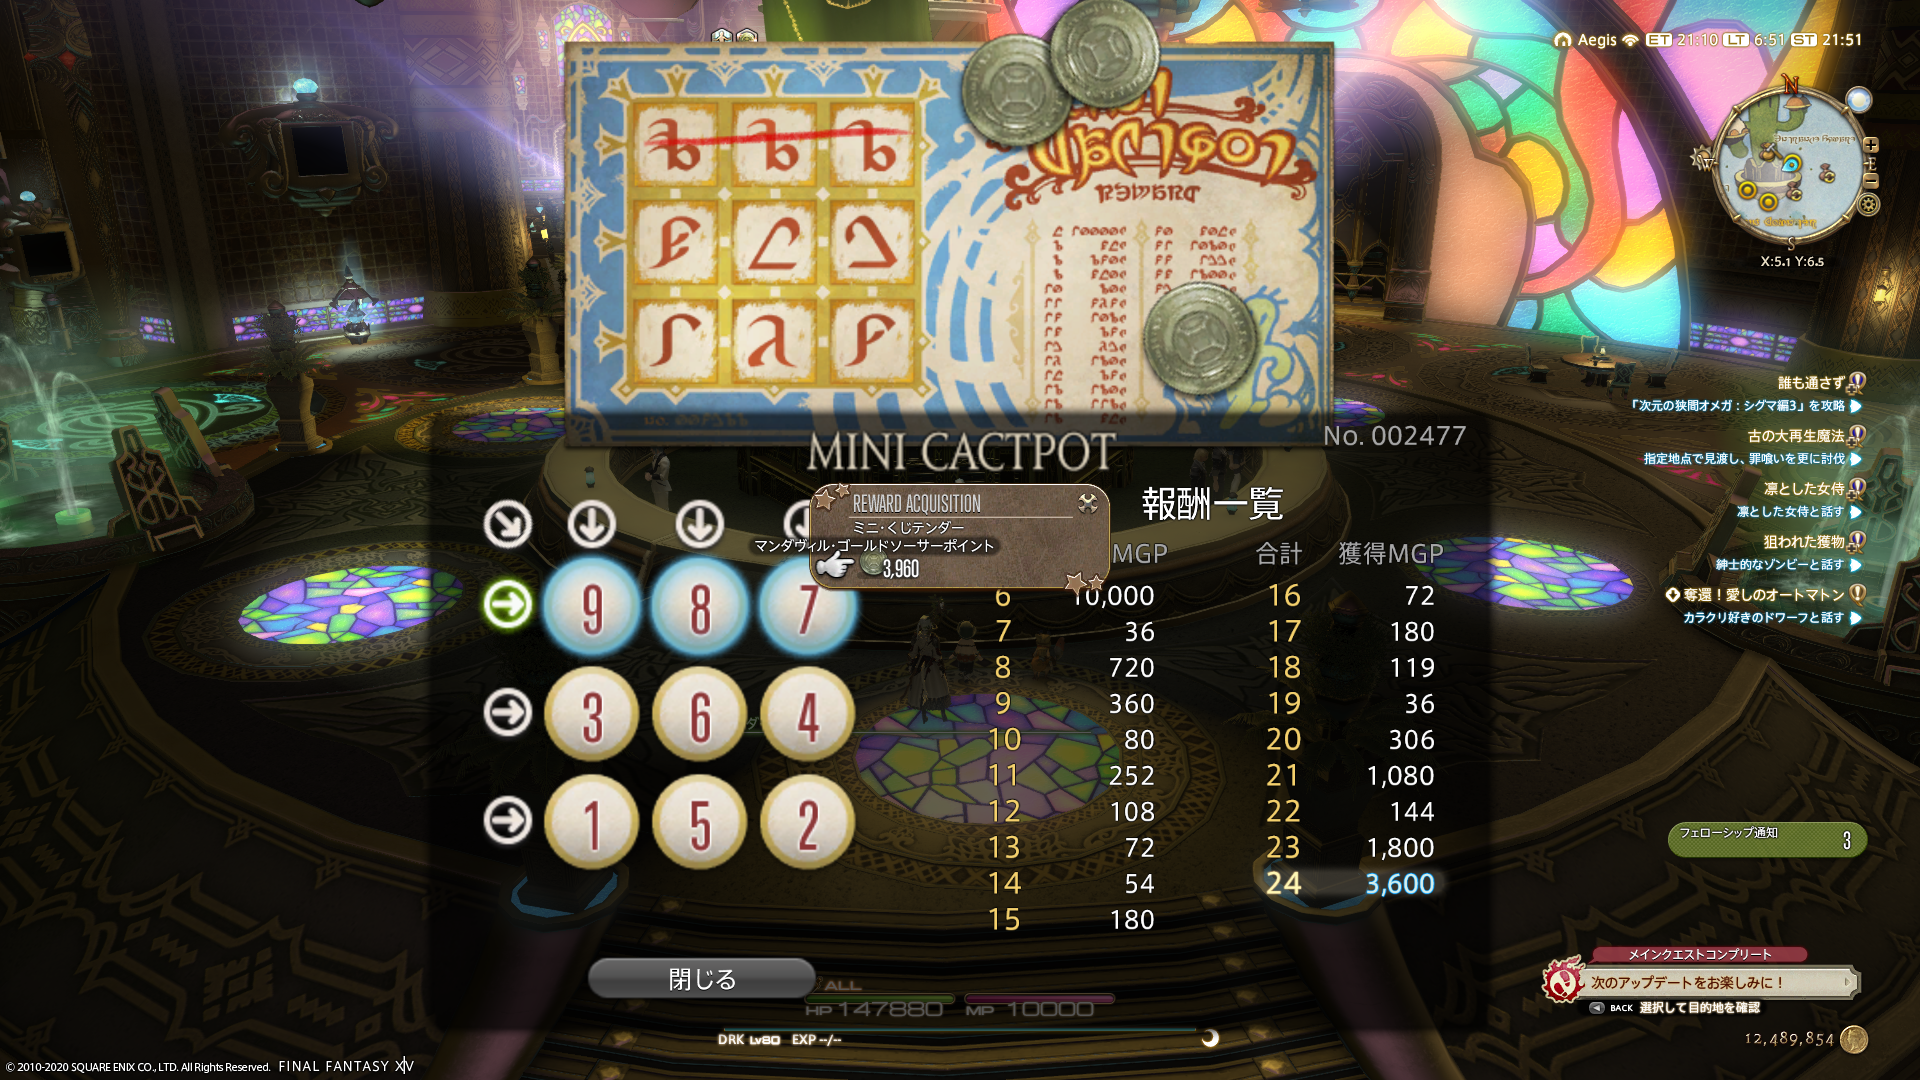 Aegis ET 21:10 LT 6:51 ST 21:51
N
W
E
S
X:5.1 Y:6.5
誰も通さず
「次元の狭間オメガ：シグマ編3」を攻略
古の大再生魔法
指定地点で見渡し、罪喰いを更に討伐
凛とした女侍
凛とした女侍と話す
狙われた獲物
紳士的なゾンビーと話す
奪還！愛しのオートマトン
カラクリ好きのドワーフと話す
No. 002477
MINI CACTPOT
REWARD ACQUISITION
ミニ・くじテンダー
マンダヴィル・ゴールドソーサーポイント
3,960
報酬一覧
MGP 合計 獲得MGP
9 8 7
3 6 4
1 5 2
6 10,000 16 72
7 36 17 180
8 720 18 119
9 360 19 36
10 80 20 306
11 252 21 1,080
12 108 22 144
13 72 23 1,800
14 54 24 3,600
15 180
閉じる
ALL
HP 147880 MP 10000
DRK Lv80 EXP --/--
フェローシップ通知 3
メインクエストコンプリート
次のアップデートをお楽しみに！
BACK 選択して目的地を確認
12,489,854
© 2010-2020 SQUARE ENIX CO., LTD. All Rights Reserved. FINAL FANTASY XIV